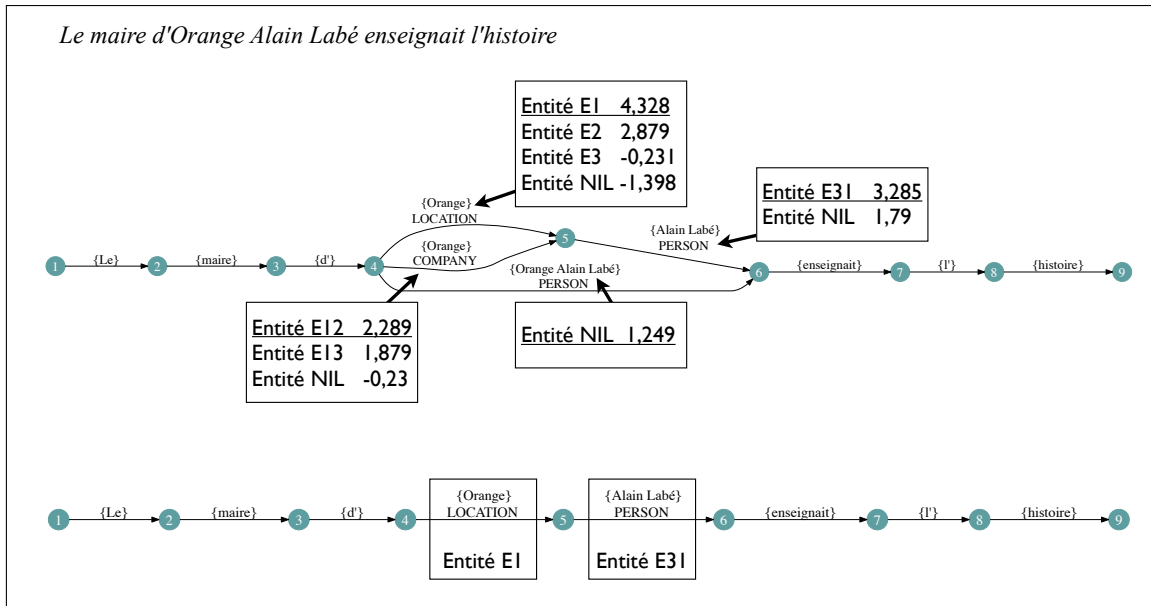 Le maire d'Orange Alain Labé enseignait l'histoire
Entité E1 4,328
Entité E2 2,879
Entité E3 -0,231
Entité NIL -1,398
Entité E31 3,285
Entité NIL 1,79
{Orange}
LOCATION
{Alain Labé}
PERSON
{Orange}
COMPANY
{Orange Alain Labé}
PERSON
1 {Le} 2 {maire} 3 {d'} 4 5 6 {enseignait} 7 {l'} 8 {histoire} 9
Entité E12 2,289
Entité E13 1,879
Entité NIL -0,23
Entité NIL 1,249
{Orange}
LOCATION
{Alain Labé}
PERSON
1 {Le} 2 {maire} 3 {d'} 4 5 6 {enseignait} 7 {l'} 8 {histoire} 9
Entité E1
Entité E31